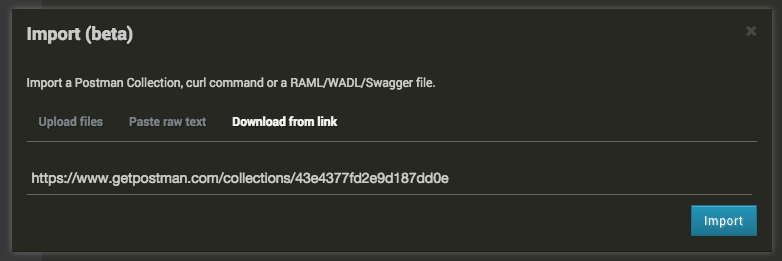 Import (beta)
Import a Postman Collection, curl command or a RAML/WADL/Swagger file.
Upload files Paste raw text Download from link
https://www.getpostman.com/collections/43e4377fd2e9d187dd0e
Import